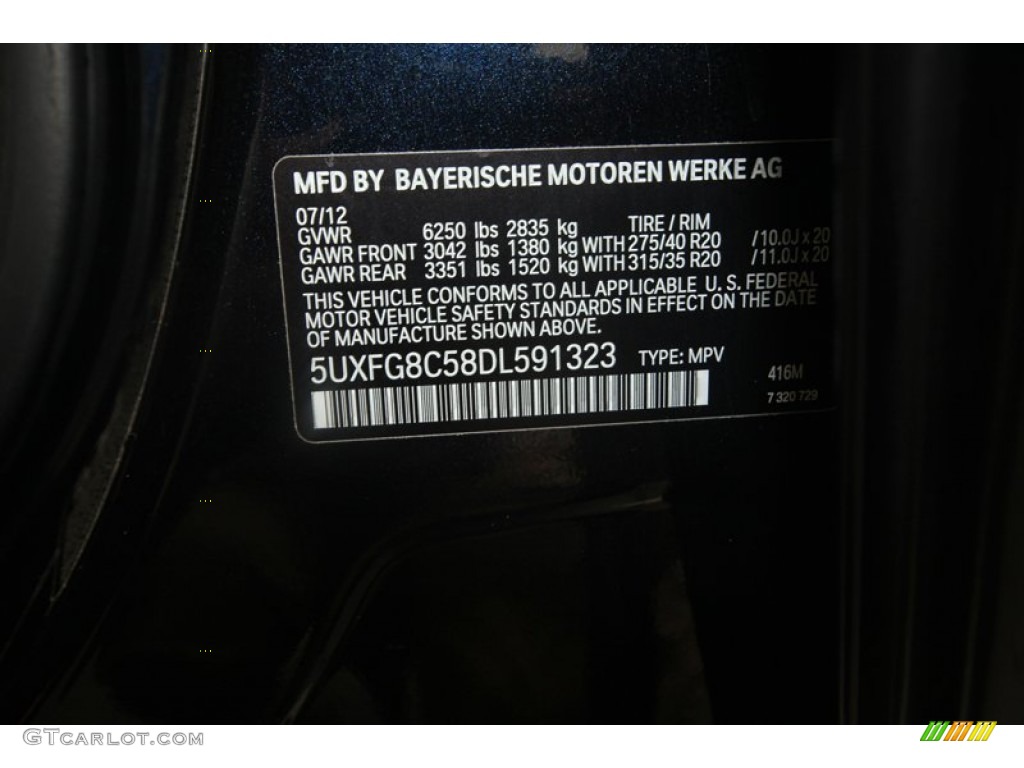 MFD BY BAYERISCHE MOTOREN WERKE AG
07/12 TIRE / RIM
GVWR 6250 lbs 2835 kg
GAWR FRONT 3042 lbs 1380 kg WITH 275/40 R20 /10.0J x 20
GAWR REAR 3351 lbs 1520 kg WITH 315/35 R20 /11.0J x 20
THIS VEHICLE CONFORMS TO ALL APPLICABLE U. S. FEDERAL
MOTOR VEHICLE SAFETY STANDARDS IN EFFECT ON THE DATE
OF MANUFACTURE SHOWN ABOVE.
5UXFG8C58DL591323 TYPE: MPV
416M
7 320 729
GTCARLOT.COM